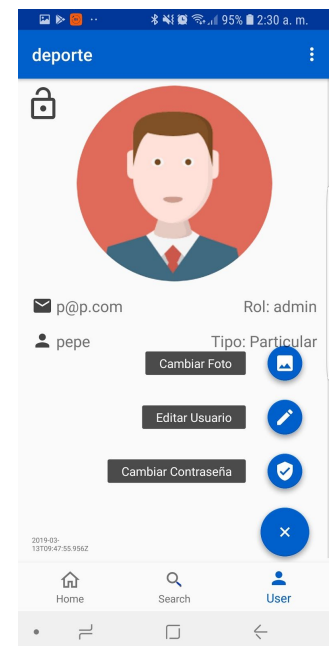 95% 2:30 a. m.
deporte
p@p.com Rol: admin
pepe Tipo: Particular
Cambiar Foto
Editar Usuario
Cambiar Contraseña
2019-03-
13T09:47:55.956Z
Home Search User